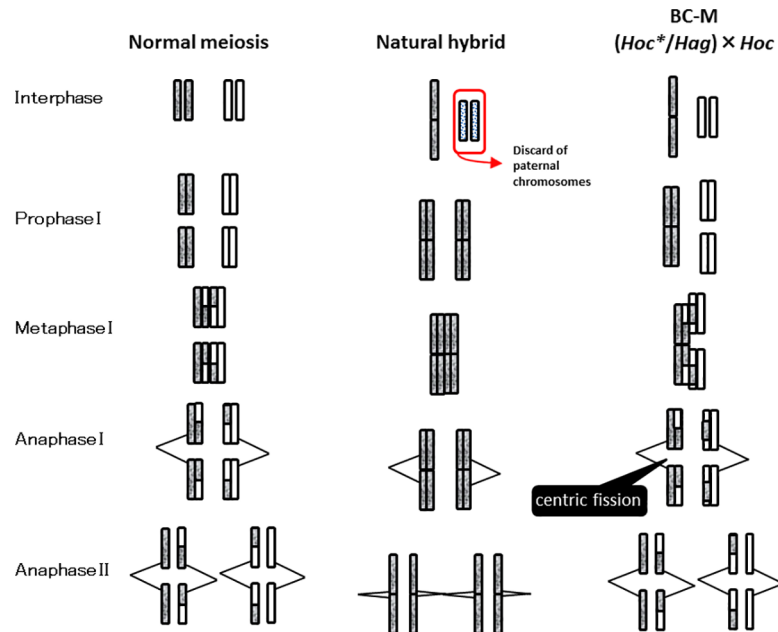 Normal meiosis
Natural hybrid
BC-M
(Hoc*/Hag) × Hoc
Interphase
Discard of
paternal
chromosomes
ProphaseⅠ
MetaphaseⅠ
AnaphaseⅠ
centric fission
AnaphaseⅡ